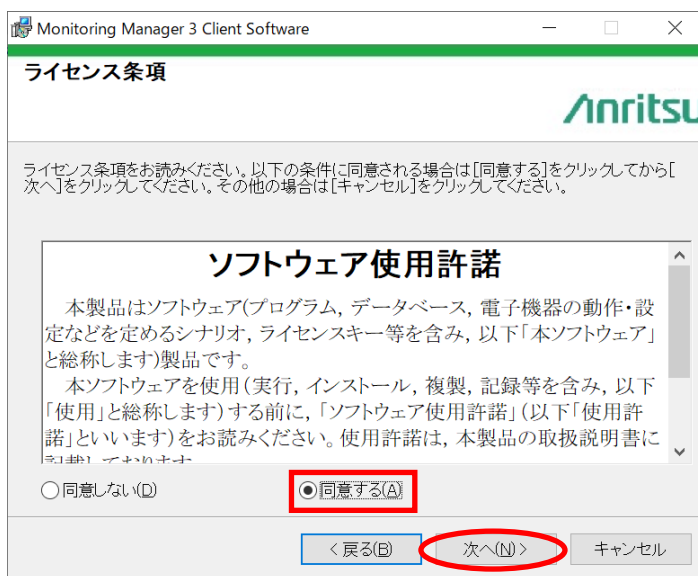 Monitoring Manager 3 Client Software
ライセンス条項
Anritsu
ライセンス条項をお読みください。以下の条件に同意される場合は[同意する]をクリックしてから[
次へ]をクリックしてください。その他の場合は[キャンセル]をクリックしてください。
ソフトウェア使用許諾
本製品はソフトウェア(プログラム, データベース, 電子機器の動作・設
定などを定めるシナリオ, ライセンスキー等を含み, 以下「本ソフトウェア」
と総称します)製品です。
本ソフトウェアを使用(実行, インストール, 複製, 記録等を含み, 以下
「使用」と総称します)する前に, 「ソフトウェア使用許諾」(以下「使用許
諾」といいます)をお読みください。使用許諾は, 本製品の取扱説明書に
記載しております。
同意しない(D) 同意する(A)
< 戻る(B) 次へ(N) > キャンセル